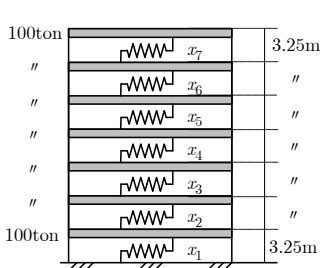 100ton
x₇ 3.25m
″ x₆ ″
″ x₅ ″
″ x₄ ″
″ x₃ ″
″ x₂ ″
100ton x₁ 3.25m